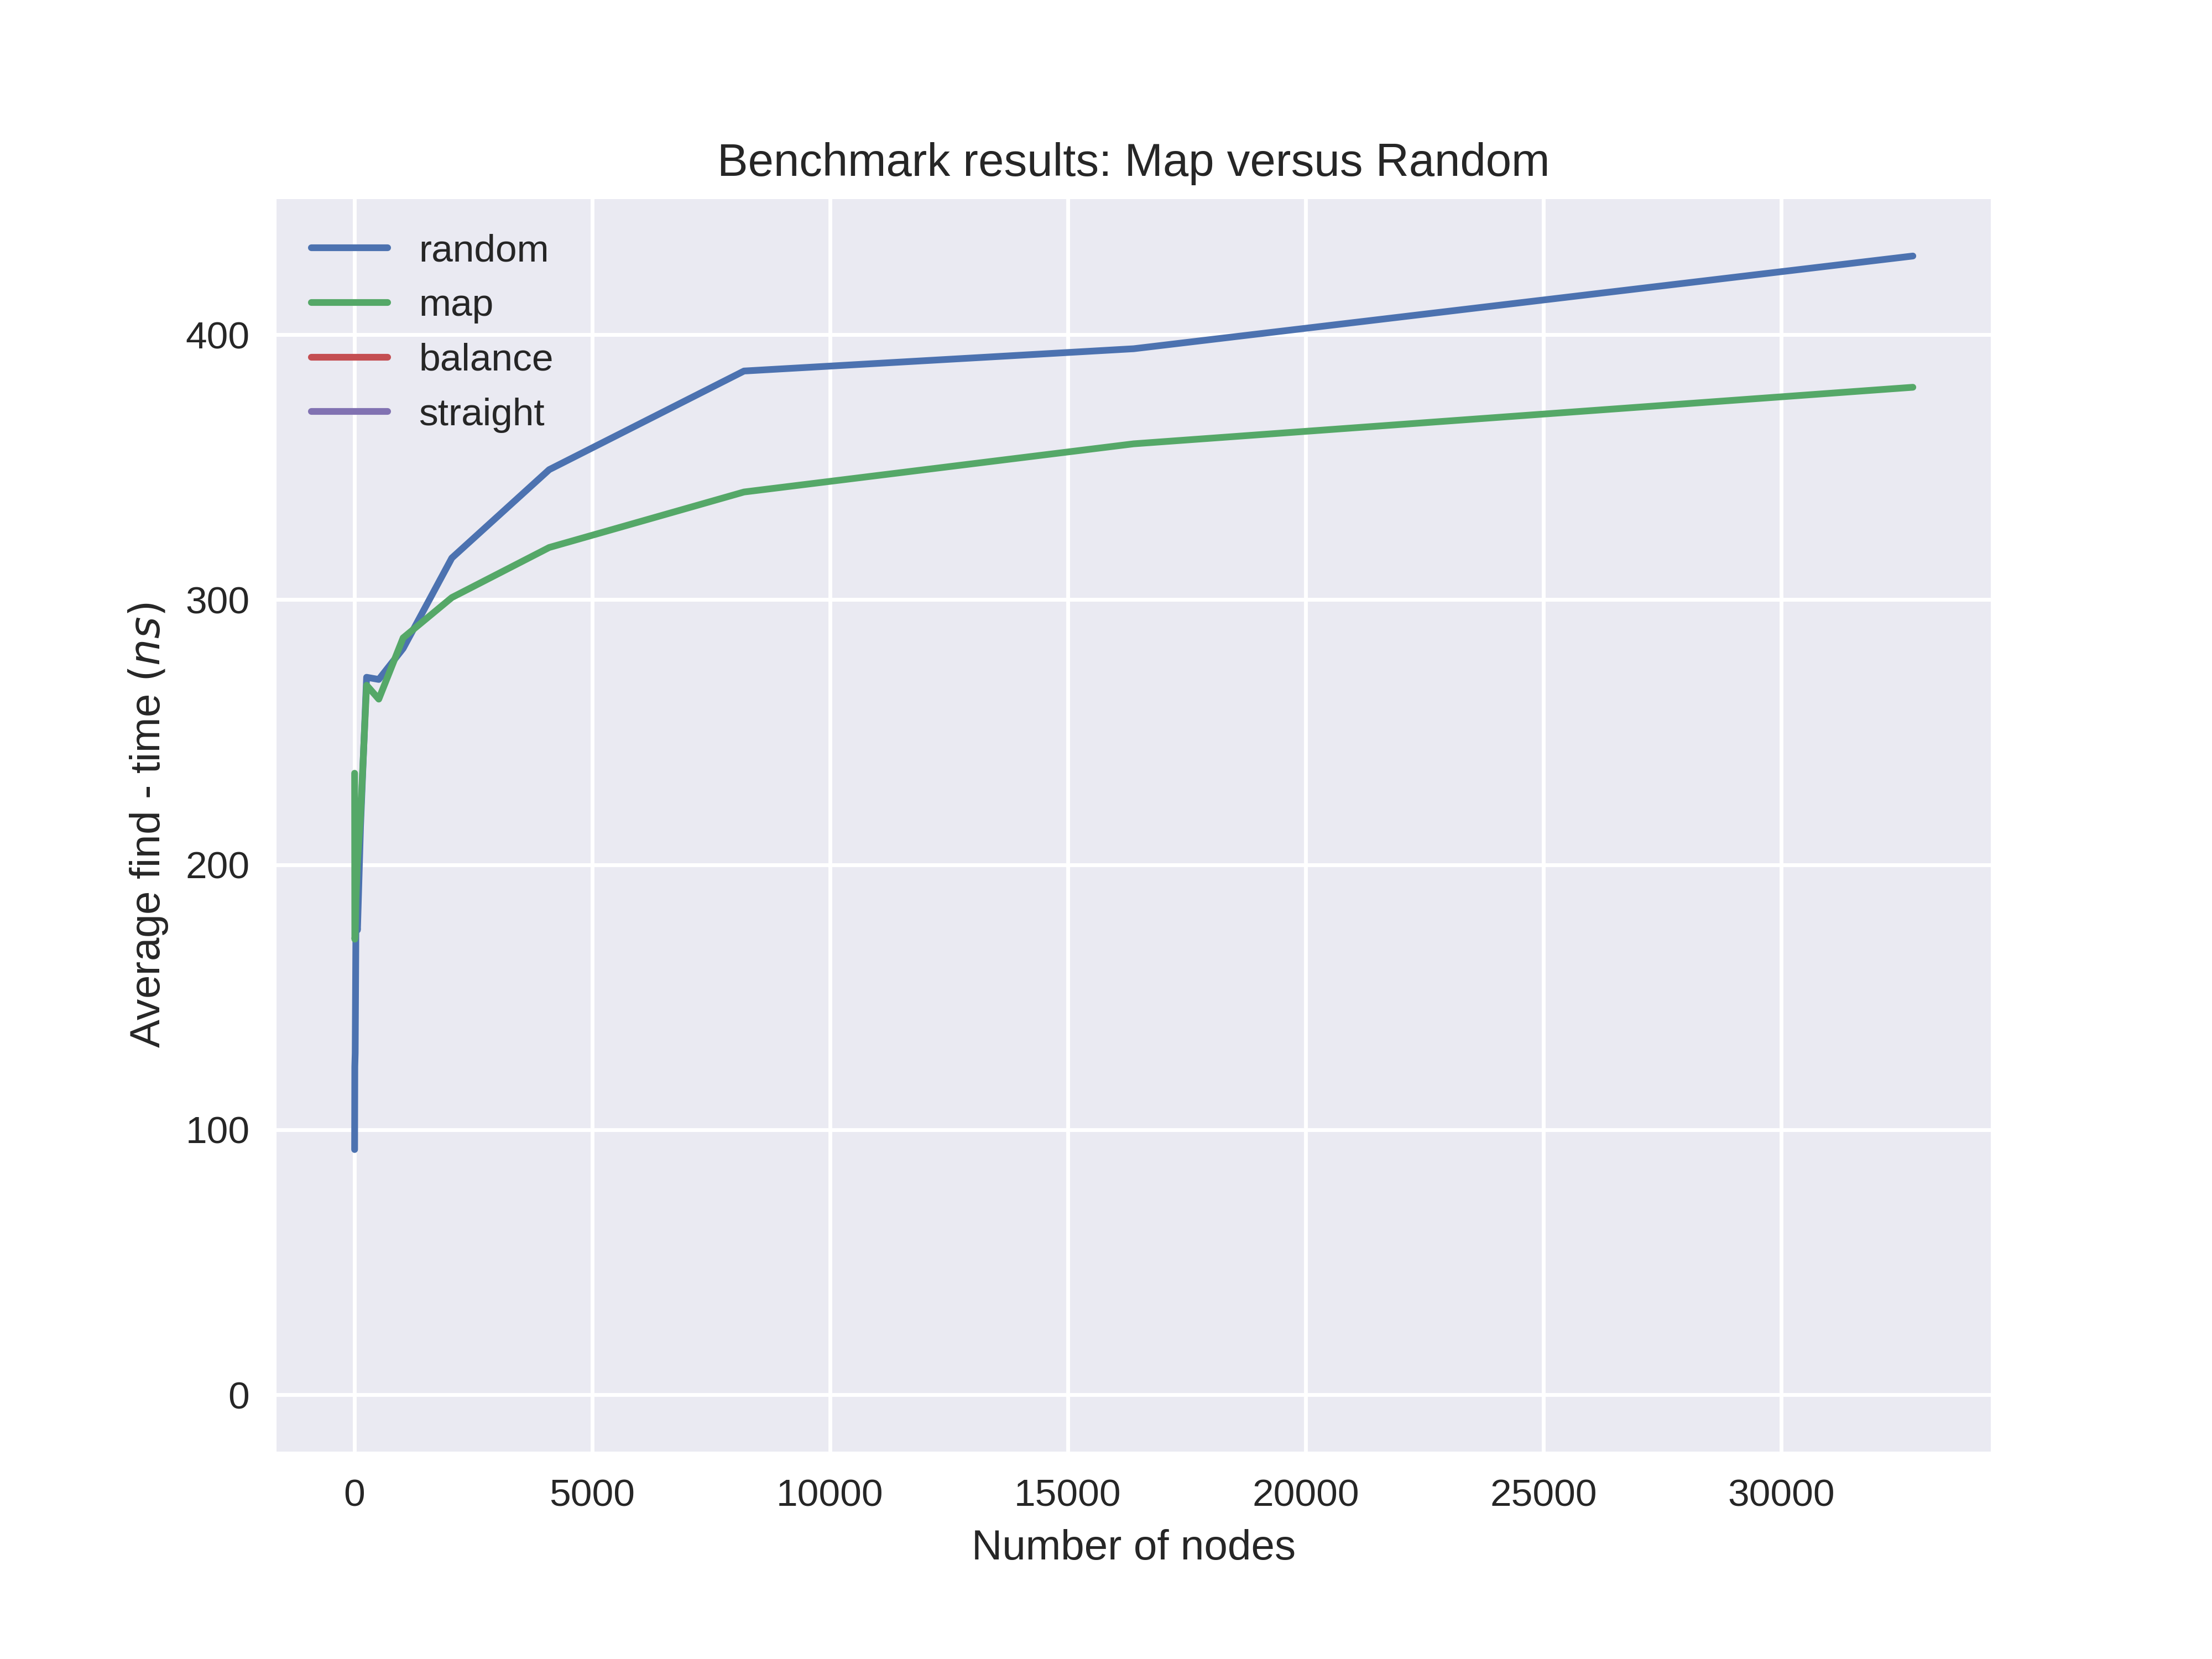 Benchmark results: Map versus Random
random
map
balance
straight
400
300
200
100
0
Average find - time (ns)
0 5000 10000 15000 20000 25000 30000
Number of nodes